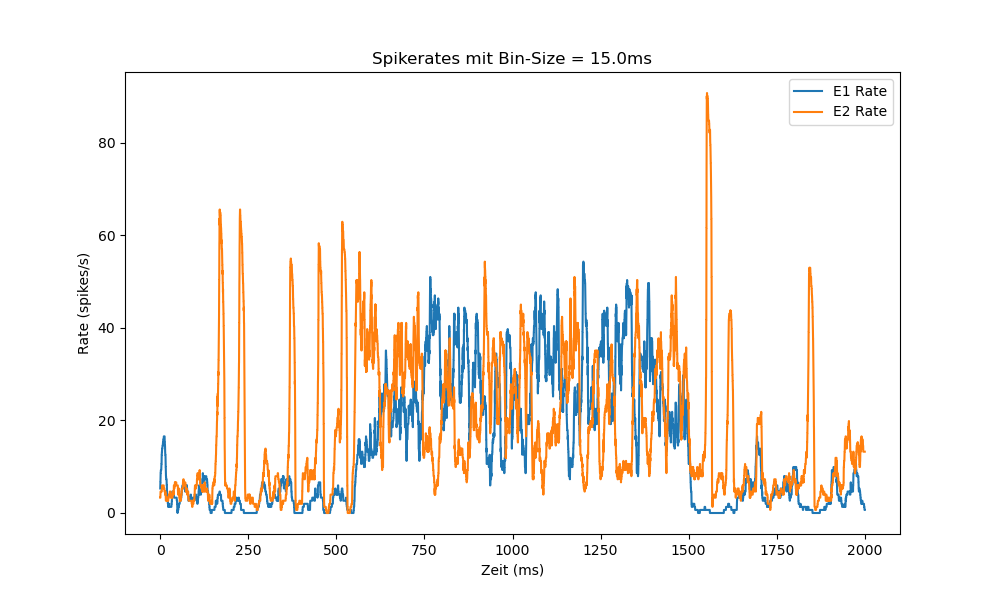 Spikerates mit Bin-Size = 15.0ms
E1 Rate
E2 Rate
Rate (spikes/s)
80
60
40
20
0
0 250 500 750 1000 1250 1500 1750 2000
Zeit (ms)